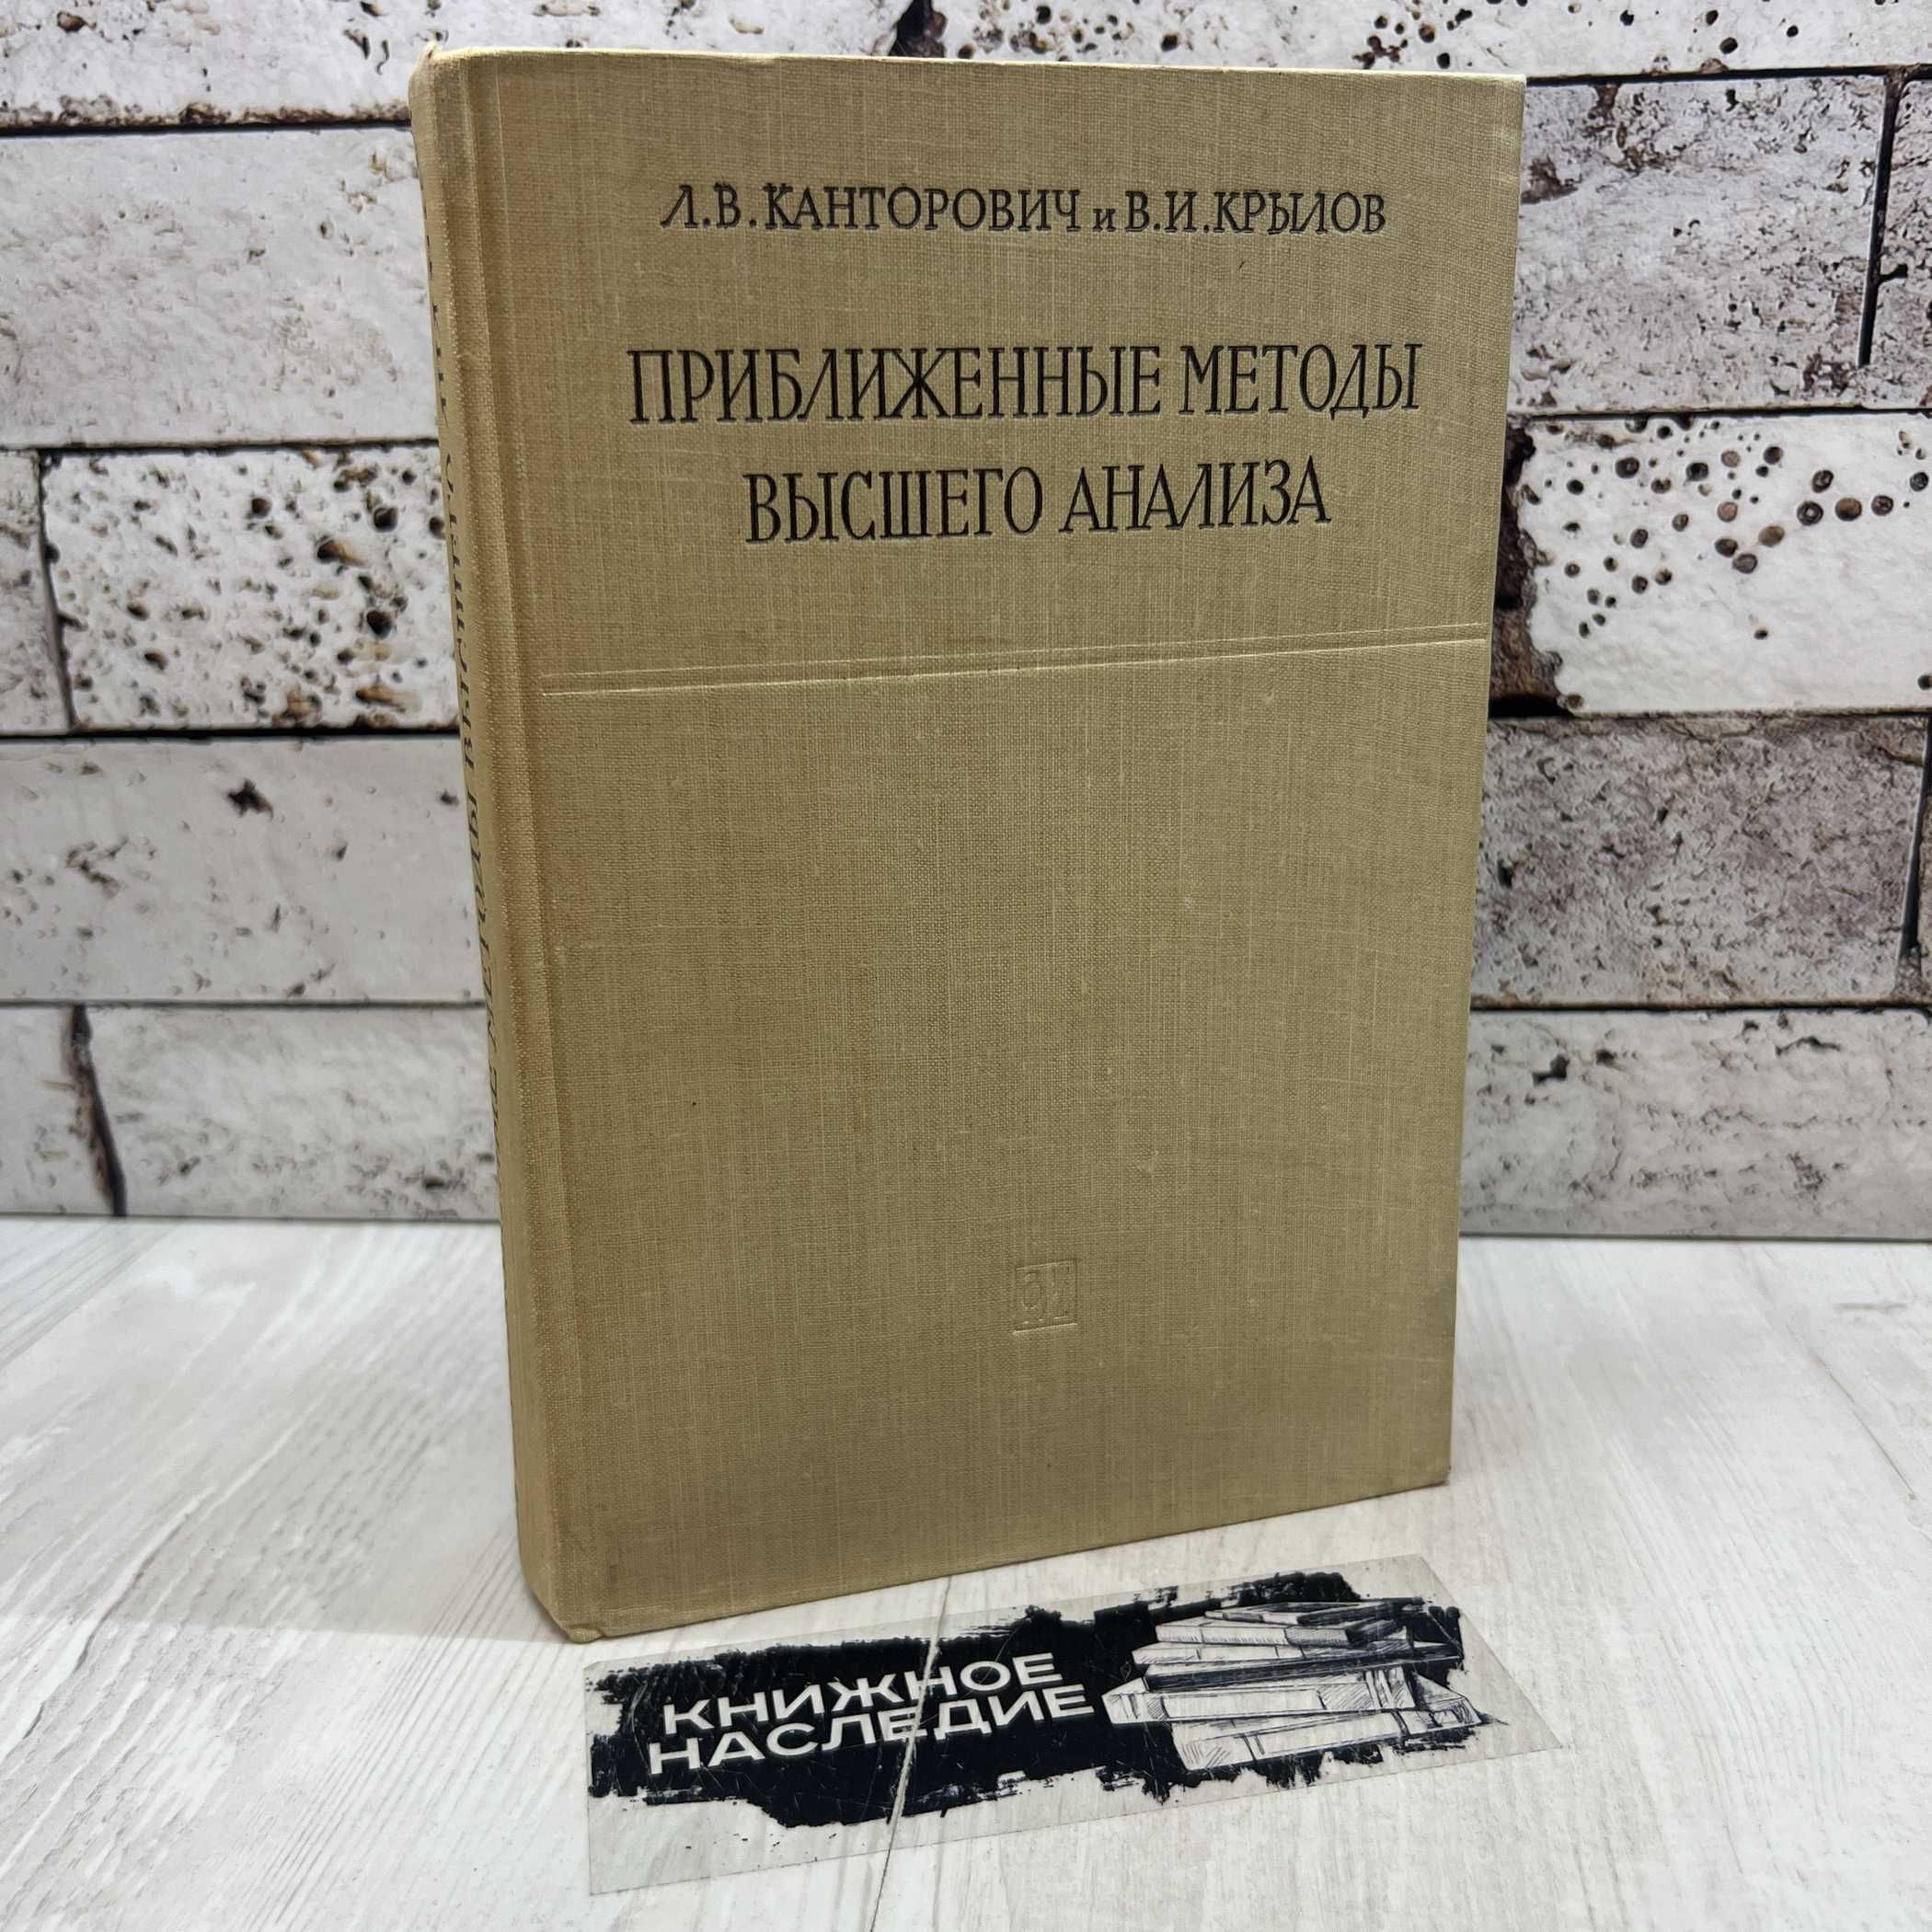 Л.В.КАНТОРОВИЧ и В.И.КРЫЛОВ
ПРИБЛИЖЕННЫЕ МЕТОДЫ
ВЫСШЕГО АНАЛИЗА
КНИЖНОЕ
НАСЛЕДИЕ